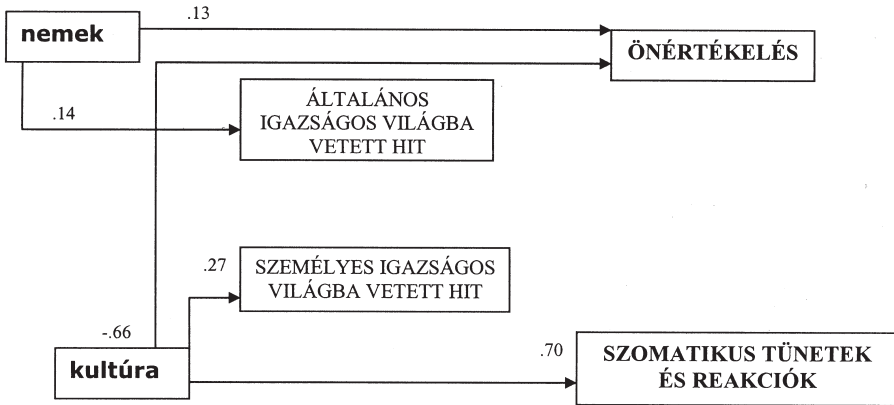 .13
nemek
ÖNÉRTÉKELÉS
.14
ÁLTALÁNOS
IGAZSÁGOS VILÁGBA
VETETT HIT
.27
SZEMÉLYES IGAZSÁGOS
VILÁGBA VETETT HIT
-.66
kultúra
.70
SZOMATIKUS TÜNETEK
ÉS REAKCIÓK